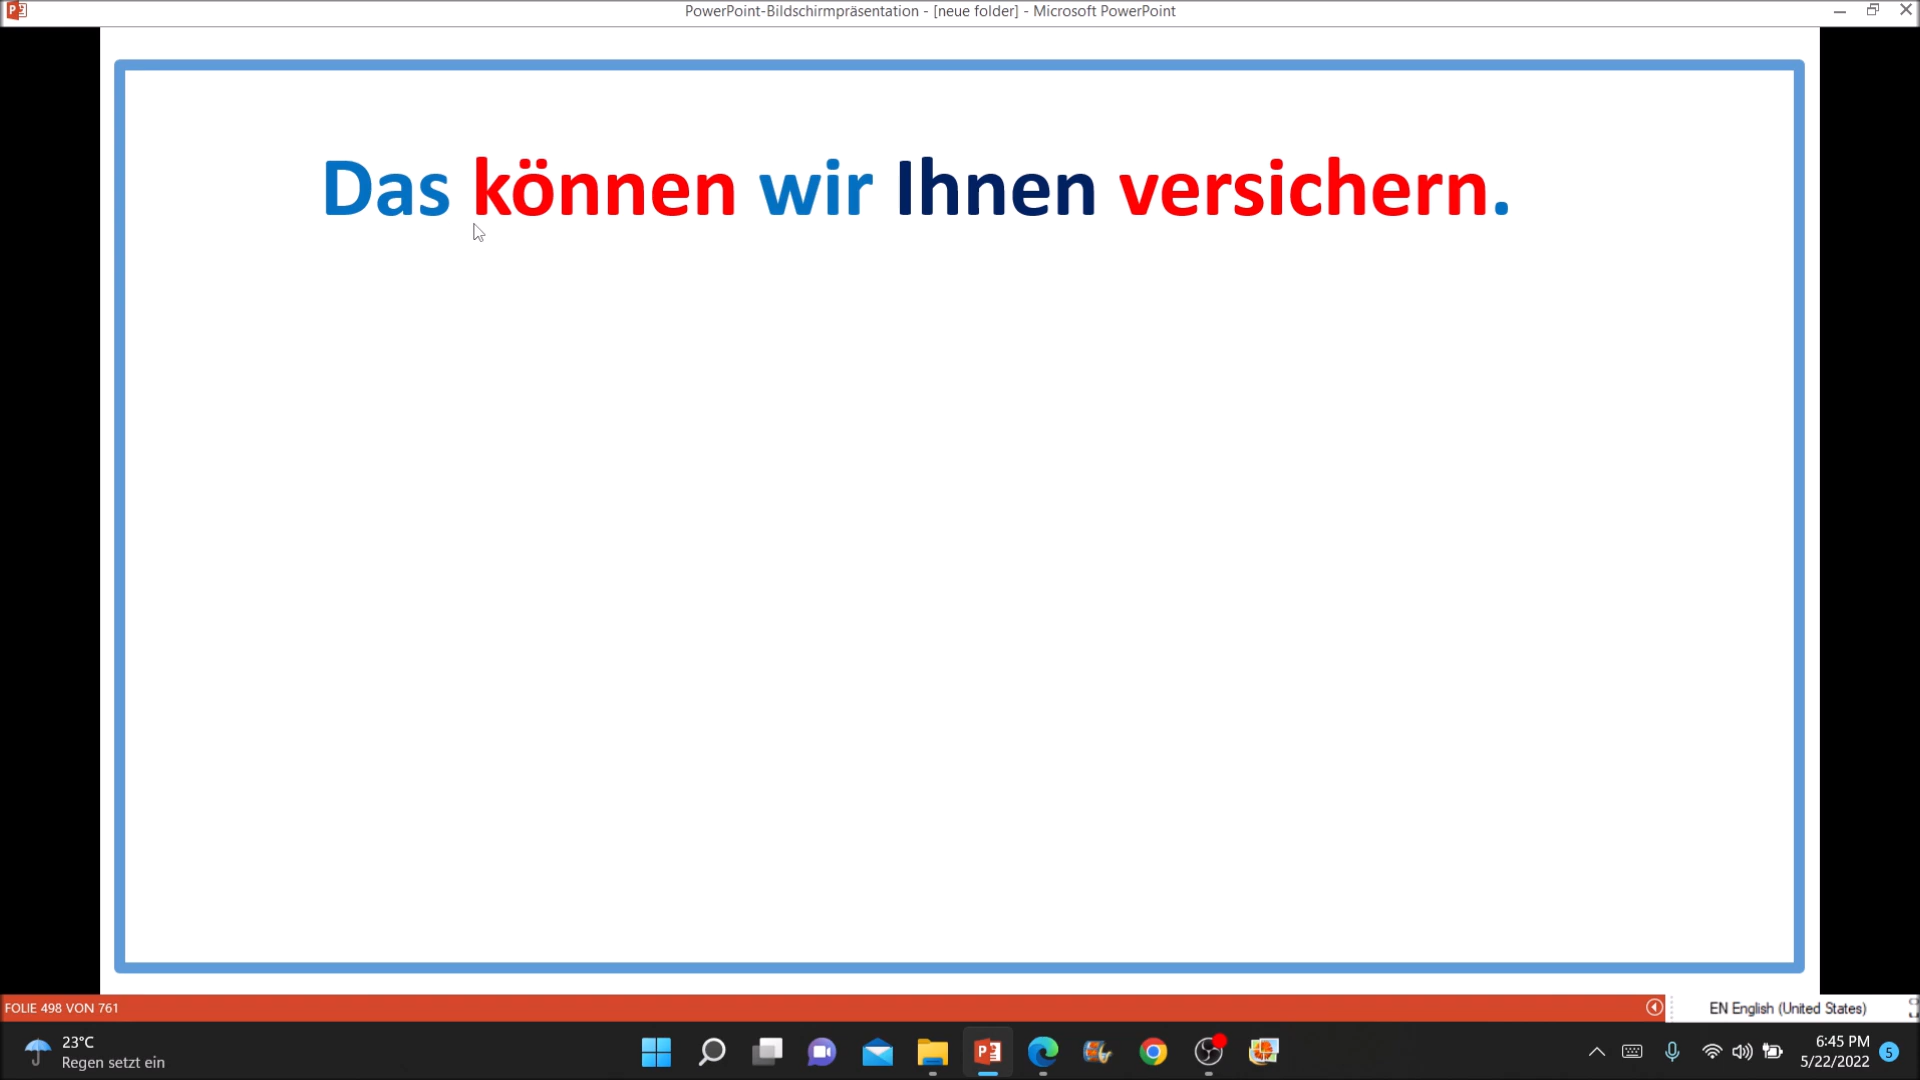 PowerPoint-Bildschirmpräsentation - [neue folder] - Microsoft PowerPoint
Das können wir Ihnen versichern.
FOLIE 498 VON 761
EN English (United States)
23°C
Regen setzt ein
6:45 PM
5/22/2022
5